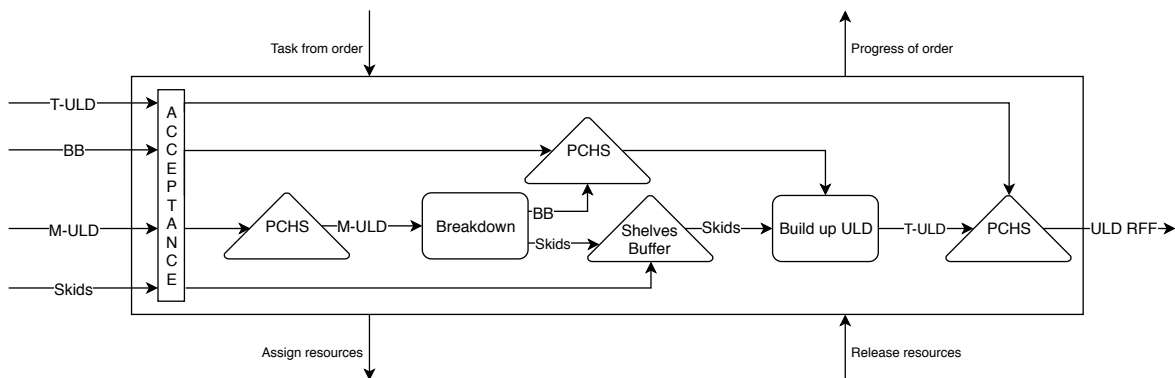 Task from order
Progress of order
T-ULD
BB
M-ULD
Skids
ACCEPTANCE
PCHS
PCHS
M-ULD
Breakdown
BB
Skids
Shelves
Buffer
Skids
Build up ULD
T-ULD
PCHS
ULD RFF
Assign resources
Release resources